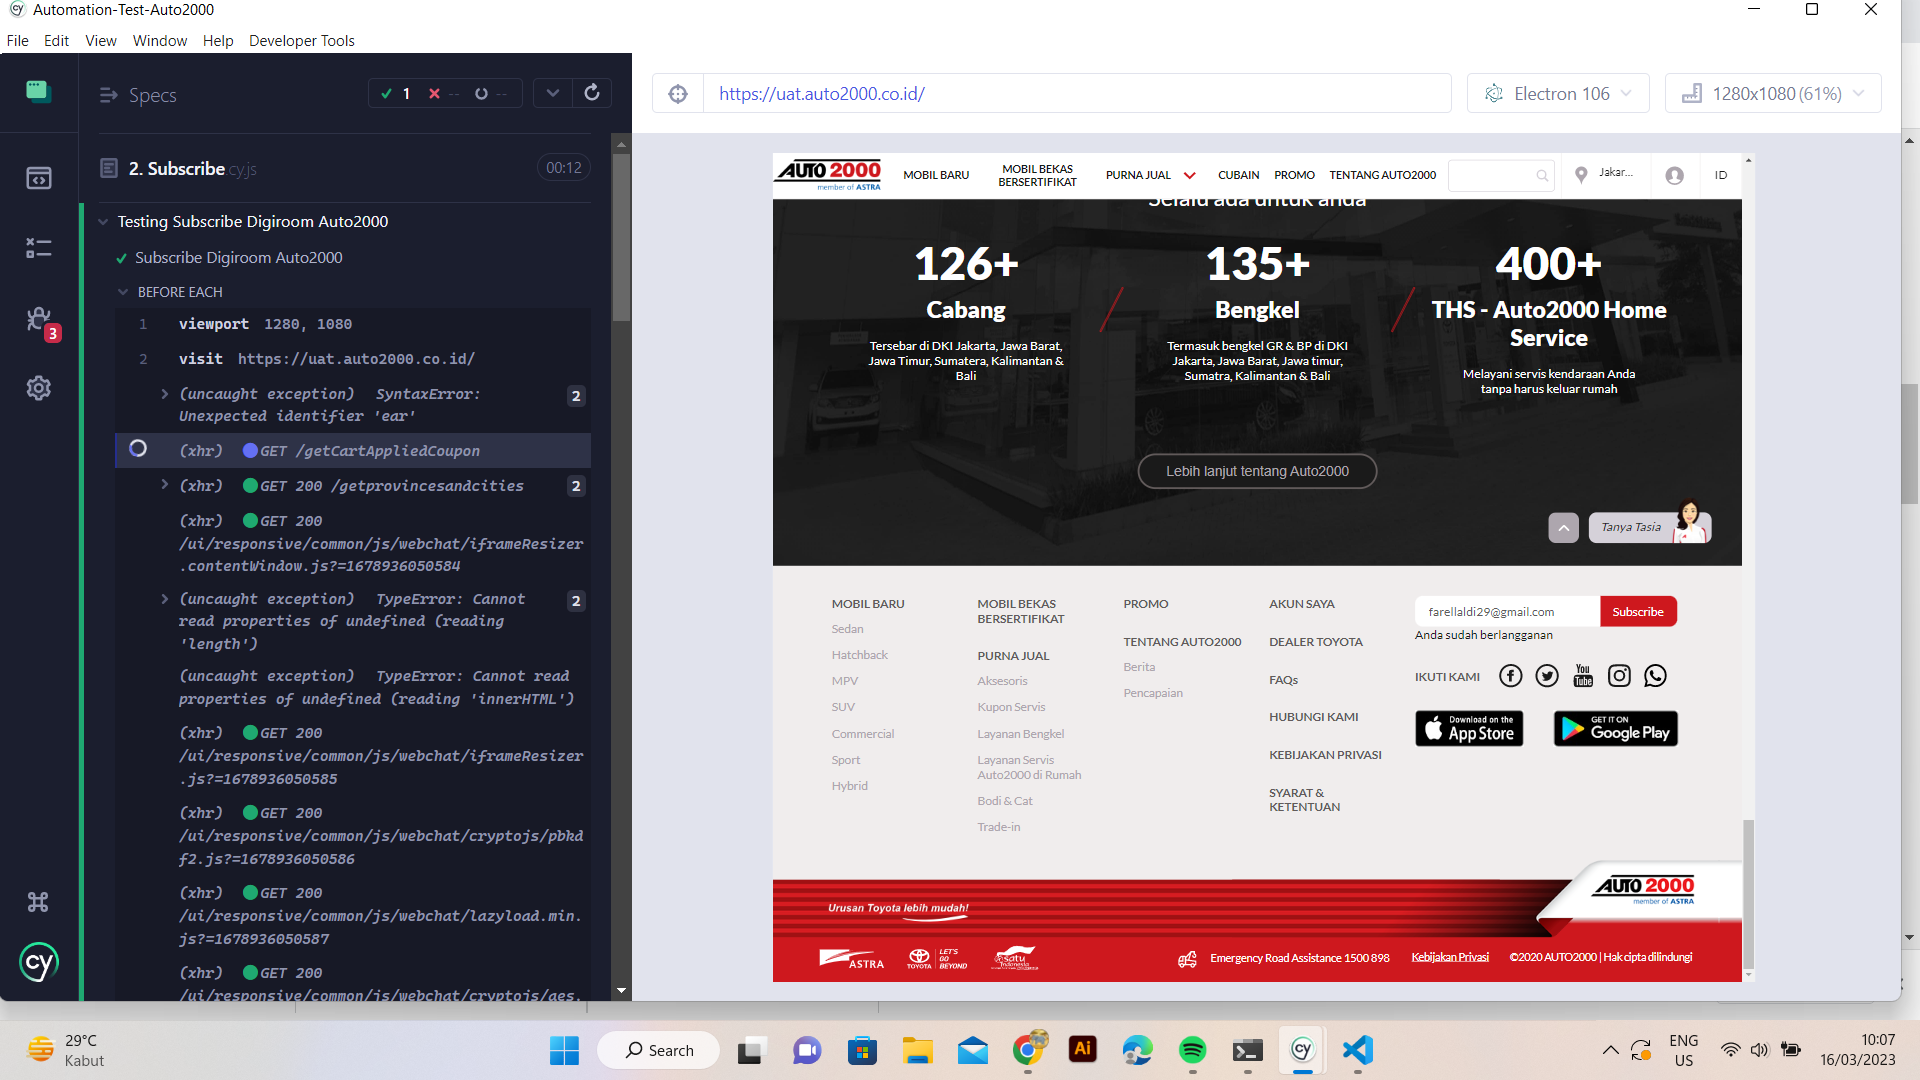 Automation-Test-Auto2000
File Edit View Window Help Developer Tools
Specs
1 -- --
2. Subscribe.cy.js 00:12
Testing Subscribe Digiroom Auto2000
Subscribe Digiroom Auto2000
BEFORE EACH
1 viewport 1280, 1080
2 visit https://uat.auto2000.co.id/
(uncaught exception) SyntaxError: 2
Unexpected identifier 'ear'
(xhr) GET /getCartAppliedCoupon
(xhr) GET 200 /getprovincesandcities 2
(xhr) GET 200
/ui/responsive/common/js/webchat/iframeResizer
.contentWindow.js?=1678936050584
(uncaught exception) TypeError: Cannot 2
read properties of undefined (reading
'length')
(uncaught exception) TypeError: Cannot read
properties of undefined (reading 'innerHTML')
(xhr) GET 200
/ui/responsive/common/js/webchat/iframeResizer
.js?=1678936050585
(xhr) GET 200
/ui/responsive/common/js/webchat/cryptojs/pbkd
f2.js?=1678936050586
(xhr) GET 200
/ui/responsive/common/js/webchat/lazyload.min.
js?=1678936050587
(xhr) GET 200
/ui/responsive/common/js/webchat/cryptojs/aes.
3
cy
https://uat.auto2000.co.id/
Electron 106
1280x1080 (61%)
AUTO 2000
member of ASTRA
MOBIL BARU
MOBIL BEKAS
BERSERTIFIKAT
PURNA JUAL
CUBAIN
PROMO
TENTANG AUTO2000
Jakar...
ID
Selalu ada untuk anda
126+
Cabang
Tersebar di DKI Jakarta, Jawa Barat,
Jawa Timur, Sumatera, Kalimantan &
Bali
135+
Bengkel
Termasuk bengkel GR & BP di DKI
Jakarta, Jawa Barat, Jawa timur,
Sumatra, Kalimantan & Bali
400+
THS - Auto2000 Home
Service
Melayani servis kendaraan Anda
tanpa harus keluar rumah
Lebih lanjut tentang Auto2000
Tanya Tasia
MOBIL BARU
Sedan
Hatchback
MPV
SUV
Commercial
Sport
Hybrid
MOBIL BEKAS
BERSERTIFIKAT
PURNA JUAL
Aksesoris
Kupon Servis
Layanan Bengkel
Layanan Servis
Auto2000 di Rumah
Bodi & Cat
Trade-in
PROMO
TENTANG AUTO2000
Berita
Pencapaian
AKUN SAYA
DEALER TOYOTA
FAQs
HUBUNGI KAMI
KEBIJAKAN PRIVASI
SYARAT &
KETENTUAN
farellaldi29@gmail.com Subscribe
Anda sudah berlangganan
IKUTI KAMI
You
Tube
Download on the
App Store
GET IT ON
Google Play
Urusan Toyota lebih mudah!
AUTO 2000
member of ASTRA
ASTRA
TOYOTA
LET'S
GO
BEYOND
satu
Indonesia
Emergency Road Assistance 1500 898
Kebijakan Privasi
©2020 AUTO2000 | Hak cipta dilindungi
29°C
Kabut
Search
Ai
cy
ENG
US
10:07
16/03/2023